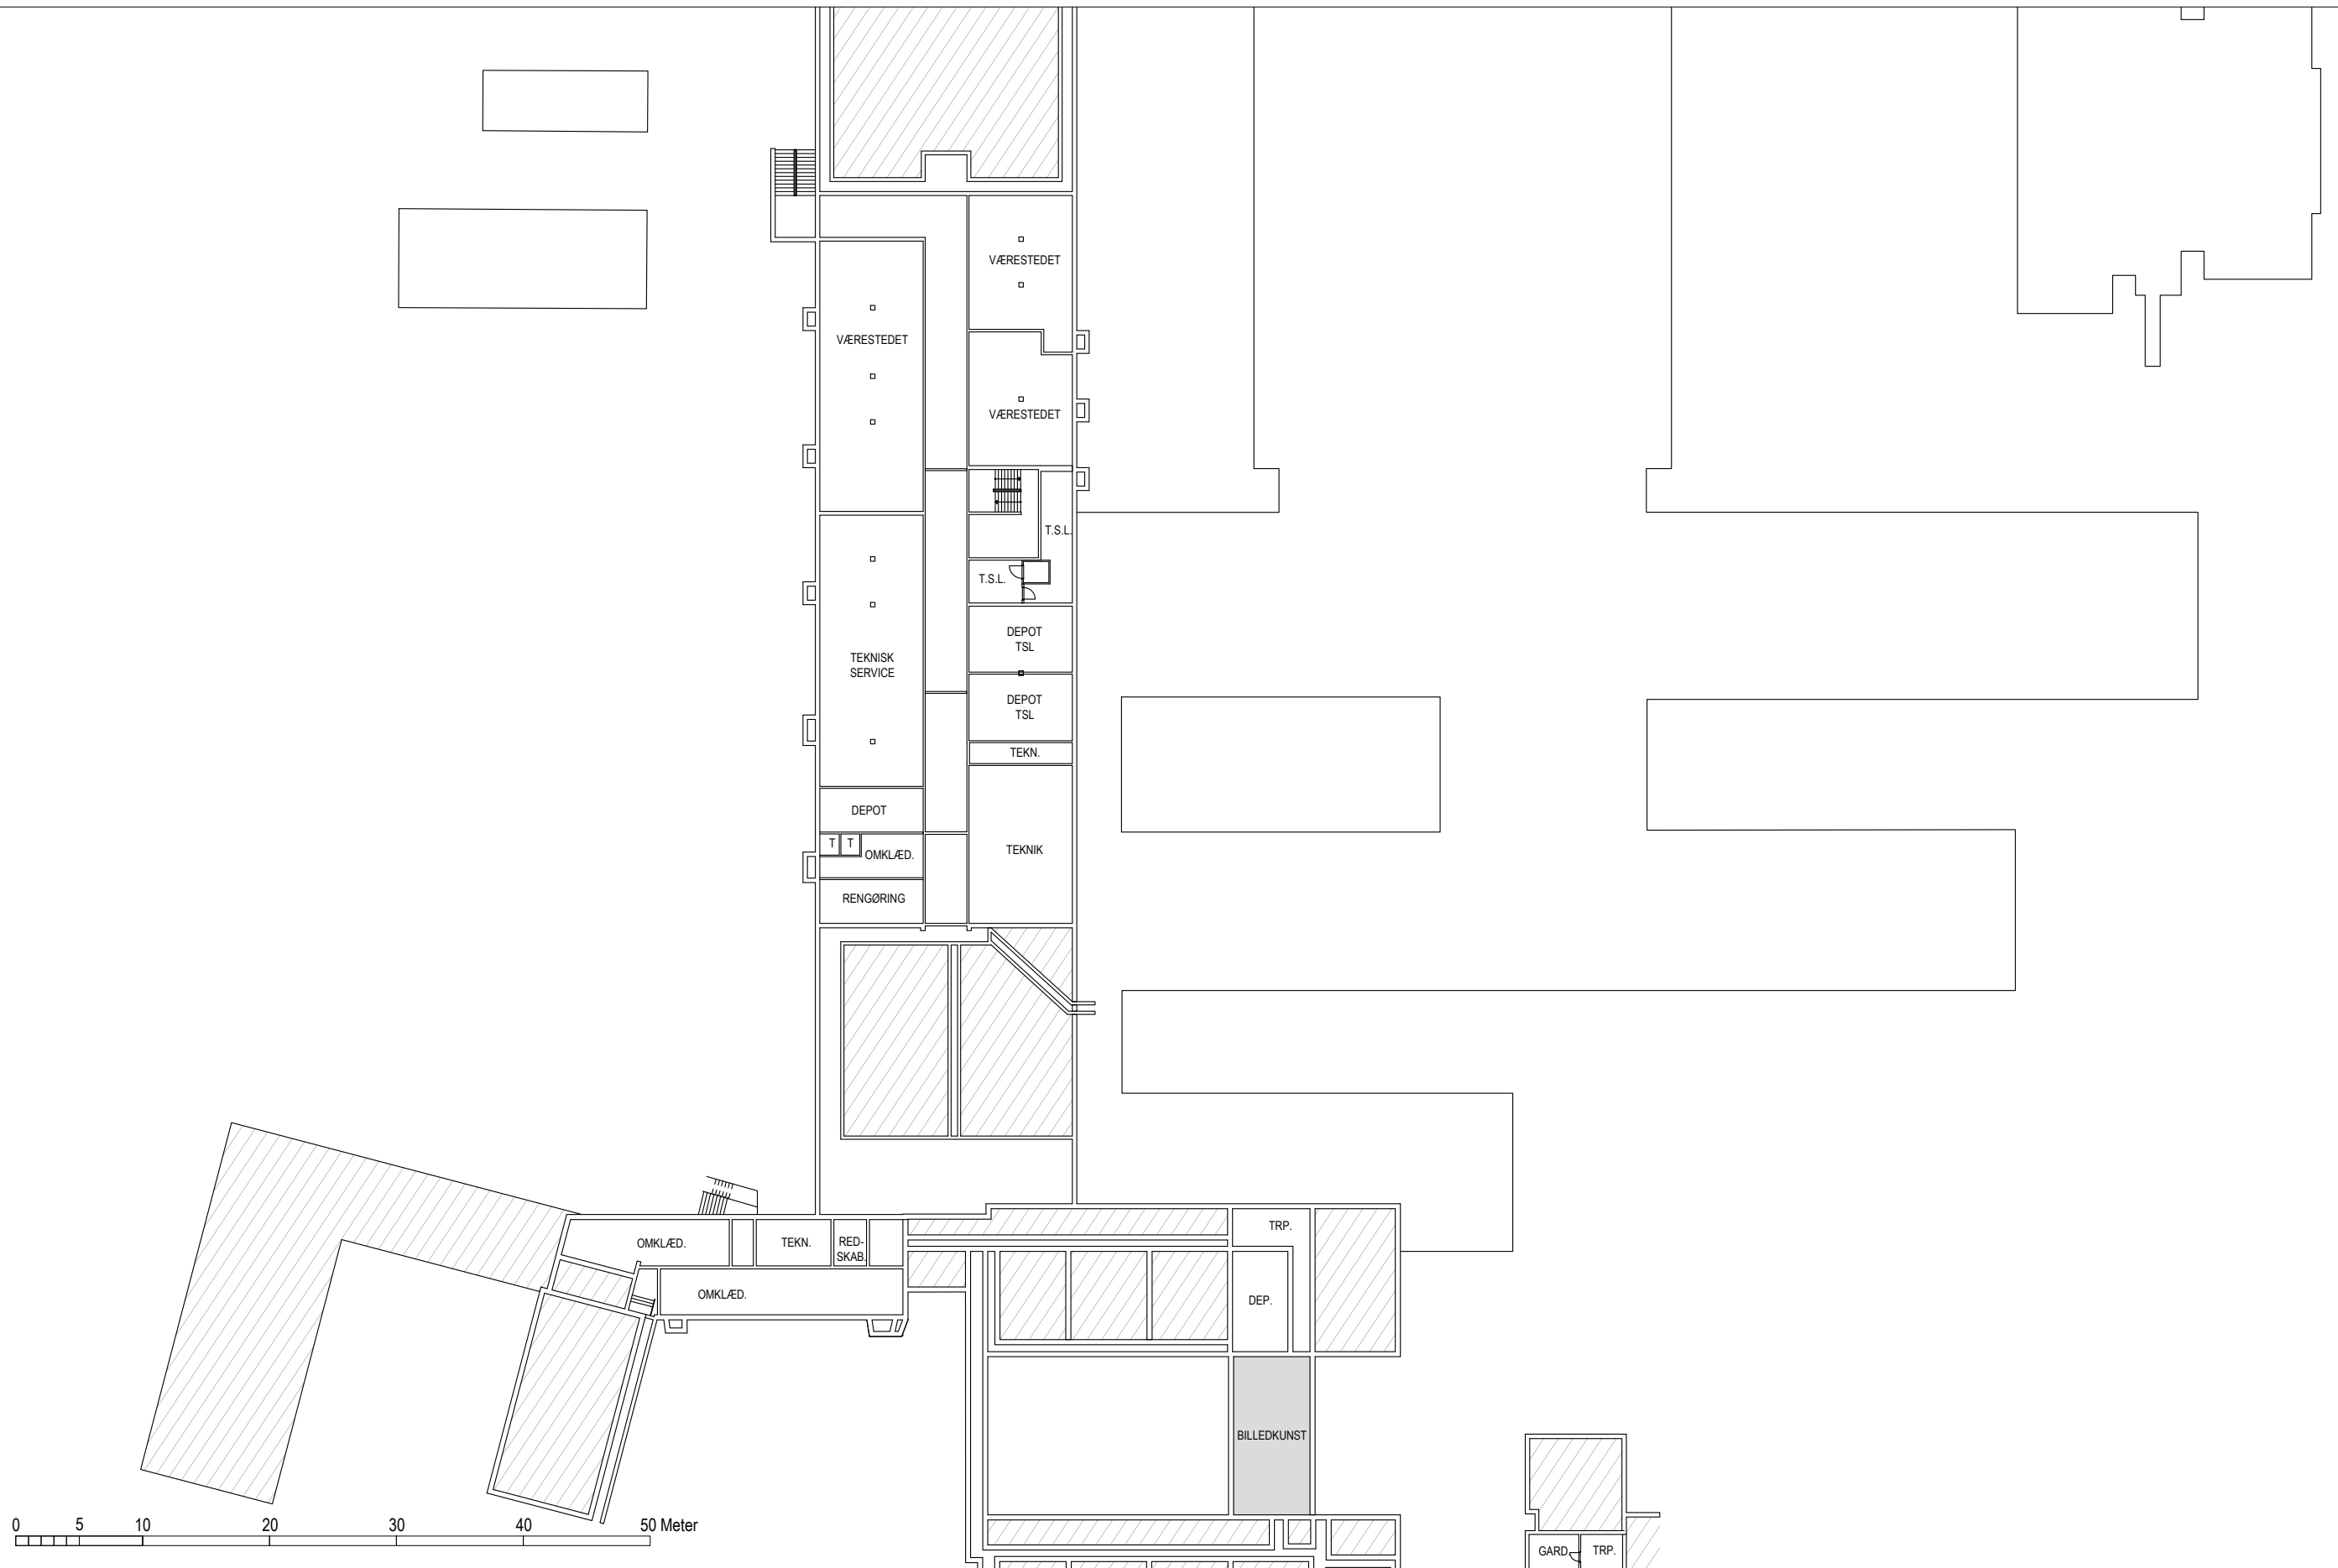 VÆRESTEDET
VÆRESTEDET
VÆRESTEDET
T.S.L.
T.S.L.
DEPOT
TSL
TEKNISK
SERVICE
DEPOT
TSL
TEKN.
DEPOT
T
T
OMKLÆD.
TEKNIK
RENGØRING
TRP.
OMKLÆD.
TEKN.
RED-
SKAB.
OMKLÆD.
DEP.
BILLEDKUNST
0 5 10 20 30 40 50 Meter
GARD.
TRP.